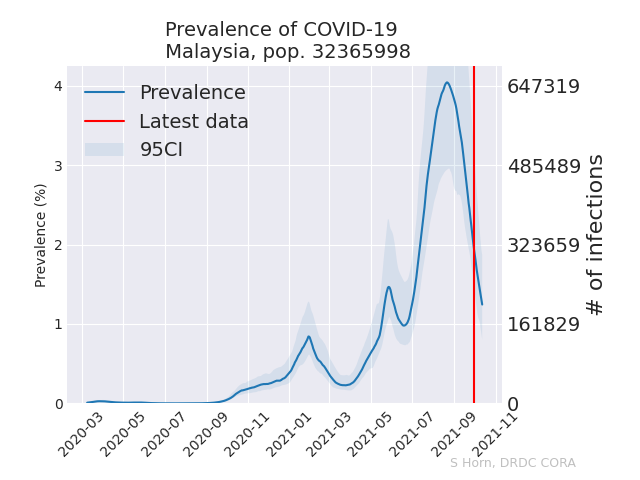 Prevalence of COVID-19
Malaysia, pop. 32365998
Prevalence
Latest data
95CI
Prevalence (%)
4
3
2
1
0
647319
485489
323659
161829
0
# of infections
2020-03
2020-05
2020-07
2020-09
2020-11
2021-01
2021-03
2021-05
2021-07
2021-09
2021-11
S Horn, DRDC CORA